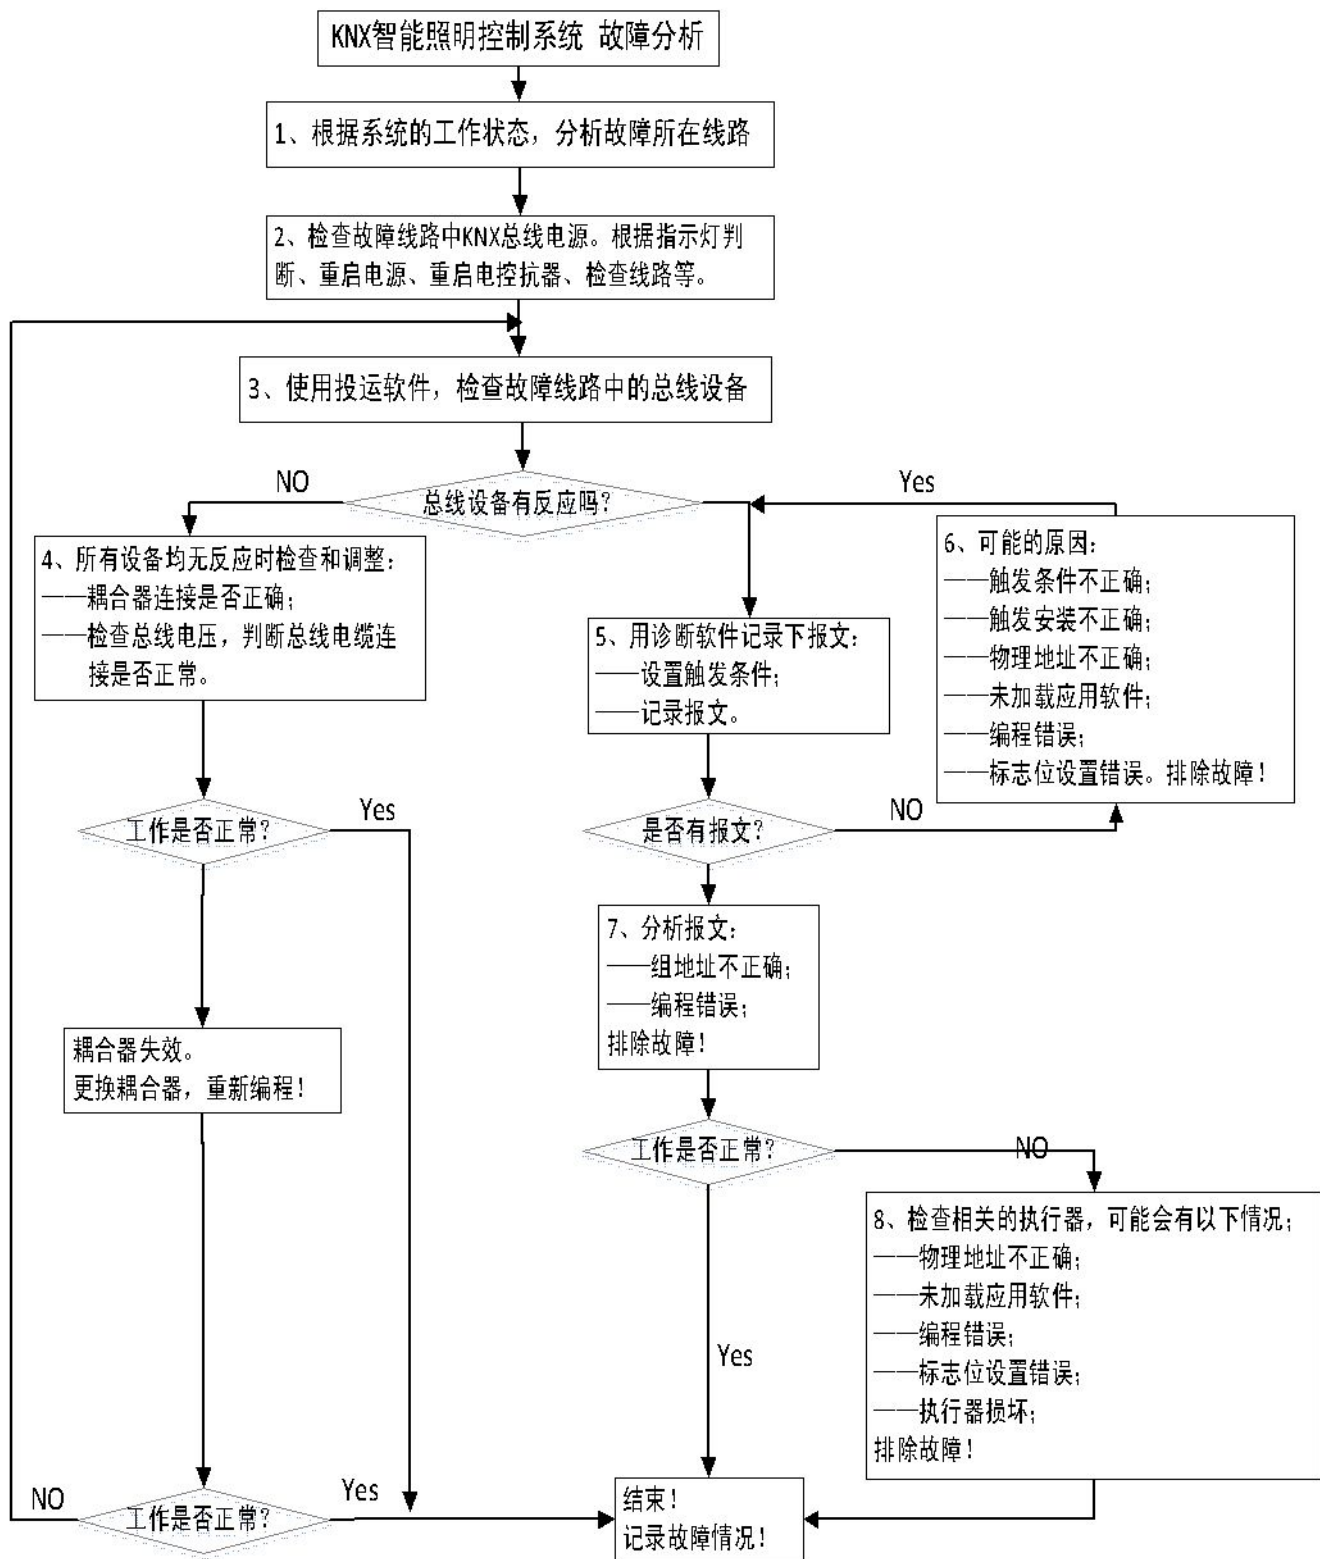 KNX智能照明控制系统 故障分析
1、根据系统的工作状态，分析故障所在线路
2、检查故障线路中KNX总线电源。根据指示灯判
断、重启电源、重启电控抗器、检查线路等。
3、使用投运软件，检查故障线路中的总线设备
总线设备有反应吗？
NO
Yes
4、所有设备均无反应时检查和调整：
——耦合器连接是否正确；
——检查总线电压，判断总线电缆连
接是否正常。
5、用诊断软件记录下报文：
——设置触发条件；
——记录报文。
6、可能的原因：
——触发条件不正确；
——触发安装不正确；
——物理地址不正确；
——未加载应用软件；
——编程错误；
——标志位设置错误。排除故障！
工作是否正常？
Yes
是否有报文？
NO
7、分析报文：
——组地址不正确；
——编程错误；
排除故障！
耦合器失效。
更换耦合器，重新编程！
工作是否正常？
NO
8、检查相关的执行器，可能会有以下情况；
——物理地址不正确；
——未加载应用软件；
——编程错误；
——标志位设置错误；
——执行器损坏；
排除故障！
Yes
NO
工作是否正常？
Yes
结束！
记录故障情况！